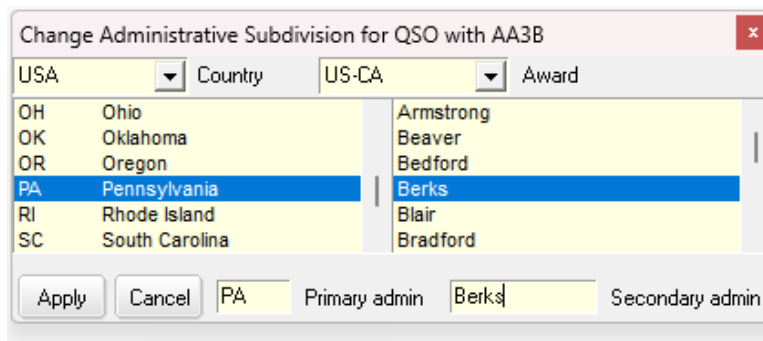 Change Administrative Subdivision for QSO with AA3B x
USA Country US-CA Award
OH Ohio Armstrong
OK Oklahoma Beaver
OR Oregon Bedford
PA Pennsylvania Berks
RI Rhode Island Blair
SC South Carolina Bradford
Apply Cancel PA Primary admin Berks Secondary admin